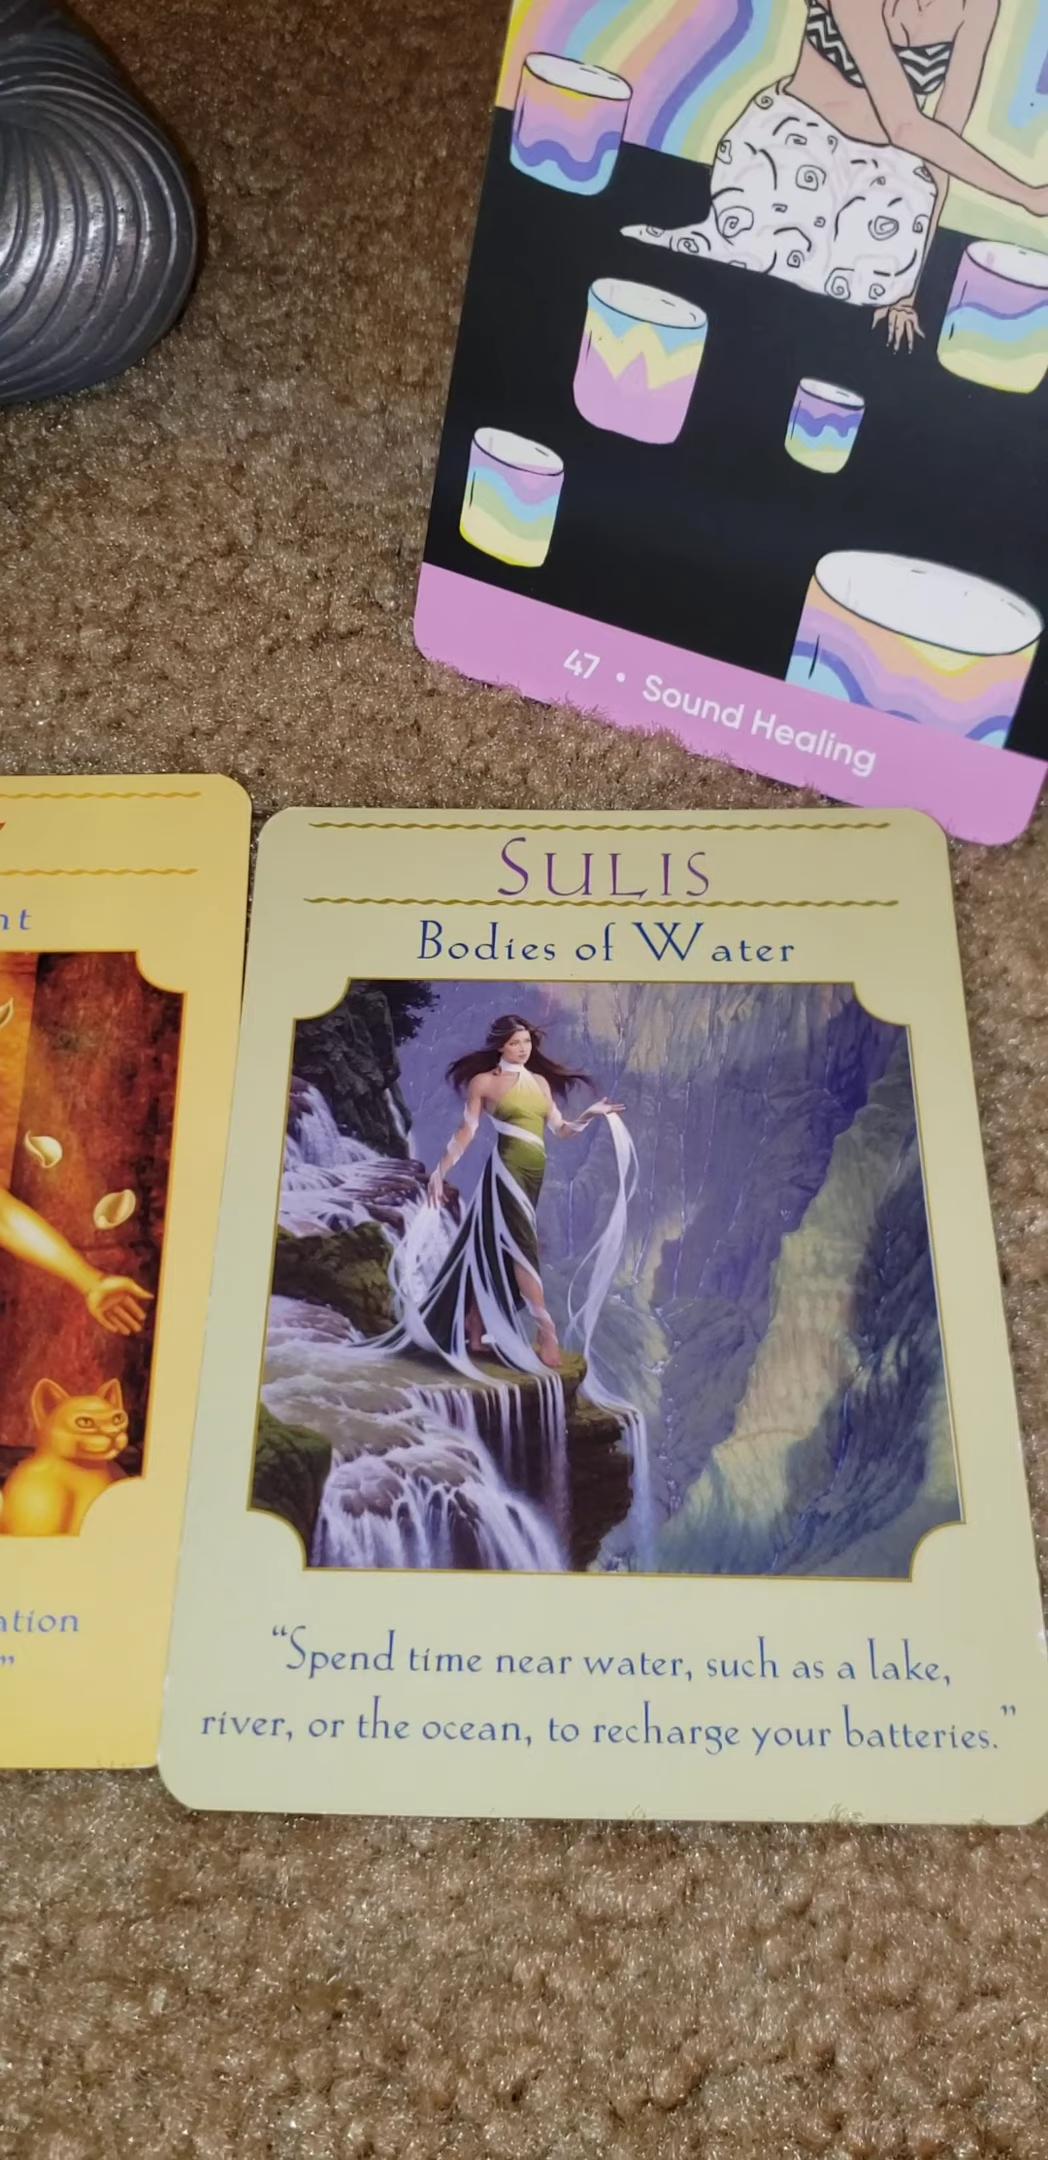 47 • Sound Healing
SULIS
Bodies of Water
"Spend time near water, such as a lake,
river, or the ocean, to recharge your batteries."